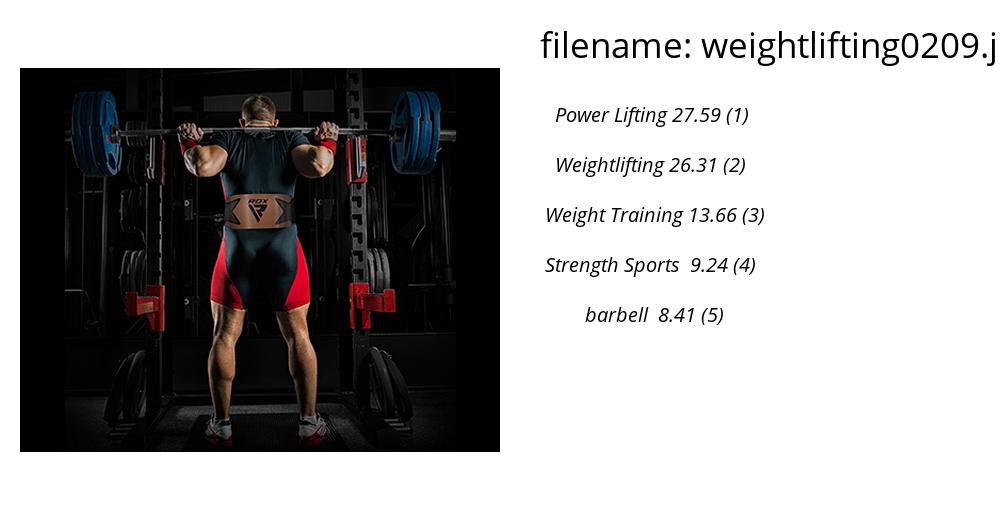 filename: weightlifting0209.j
Power Lifting 27.59 (1)
Weightlifting 26.31 (2)
Weight Training 13.66 (3)
Strength Sports 9.24 (4)
barbell 8.41 (5)
RDX